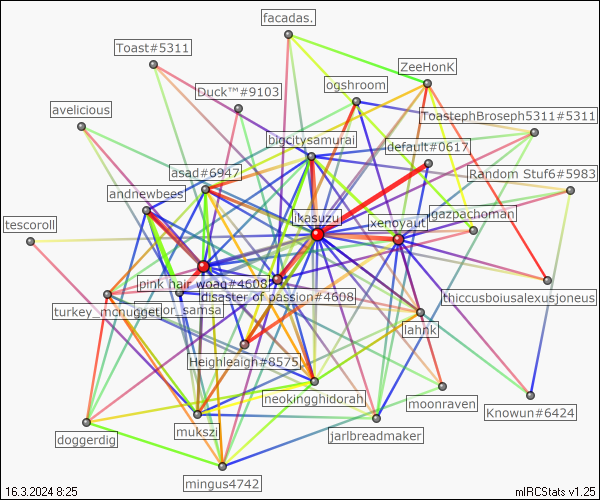 facadas.
Toast#5311
ZeeHonK
ogshroom
Duck™#9103
avelicious
ToastephBroseph5311#5311
bigcitysamurai
default#0617
asad#6947
Random Stuf6#5983
andnewbees
ikasuzu
gazpachoman
xenoyaut
tescoroll
pink hair woag#4608
disaster of passion#4608
thiccusboiusalexusjoneus
turkey_mcnugget
or_samsa
lahnk
Heighleaigh#8575
neokingghidorah
moonraven
Knowun#6424
mukszi
jarlbreadmaker
doggerdig
mingus4742
16.3.2024 8:25
mIRCStats v1.25